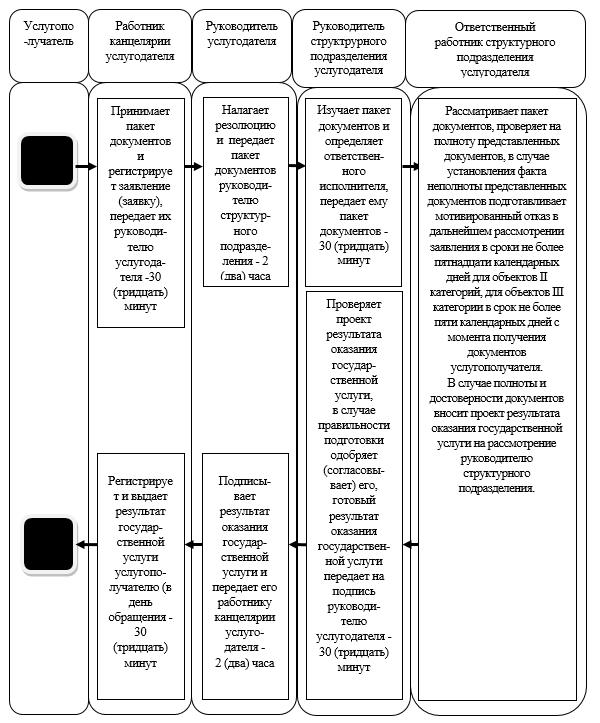 Услугопо
-лучатель
Работник
канцелярии
услугодателя
Руководитель
услугодателя
Руководитель
структрурного
подразделения
услугодателя
Ответственный
работник структурного
подразделения
услугодателя
Принимает
пакет
документов
и
регистрируе
т заявление
(заявку),
передает их
руководи-
телю
услугода-
теля -30
(тридцать)
минут
Налагает
резолюцию
и передает
пакет
документов
руководи-
телю
структур-
ного
подразде-
ления - 2
(два) часа
Изучает пакет
документов и
определяет
ответствен-
ного
исполнителя,
передает ему
пакет
документов -
30 (тридцать)
минут
Рассматривает пакет
документов, проверяет на
полноту представленных
документов, в случае
установления факта
неполноты представленных
документов подготавливает
мотивированный отказ в
дальнейшем рассмотрении
заявления в сроки не более
пятнадцати календарных
дней для объектов II
категорий, для объектов III
категории в срок не более
пяти календарных дней с
момента получения
документов
услугополучателя.
В случае полноты и
достоверности документов
вносит проект результата
оказания государственной
услуги на рассмотрение
руководителю
структурного
подразделения.
Проверяет
проект
результата
оказания
государ-
ственной
услуги,
в случае
правильности
подготовки
одобряет
(согласовы-
вает) его,
готовый
результат
оказания
государствен-
ной услуги
передает на
подпись
руководи-
телю
услугодателя -
30 (тридцать)
минут
Подписы-
вает
результат
оказания
государ-
ственной
услуги и
передает его
работнику
канцелярии
услуго-
дателя -
2 (два) часа
Регистрируе
т и выдает
результат
государ-
ственной
услуги
услугопо-
лучателю (в
день
обращения -
30
(тридцать)
минут